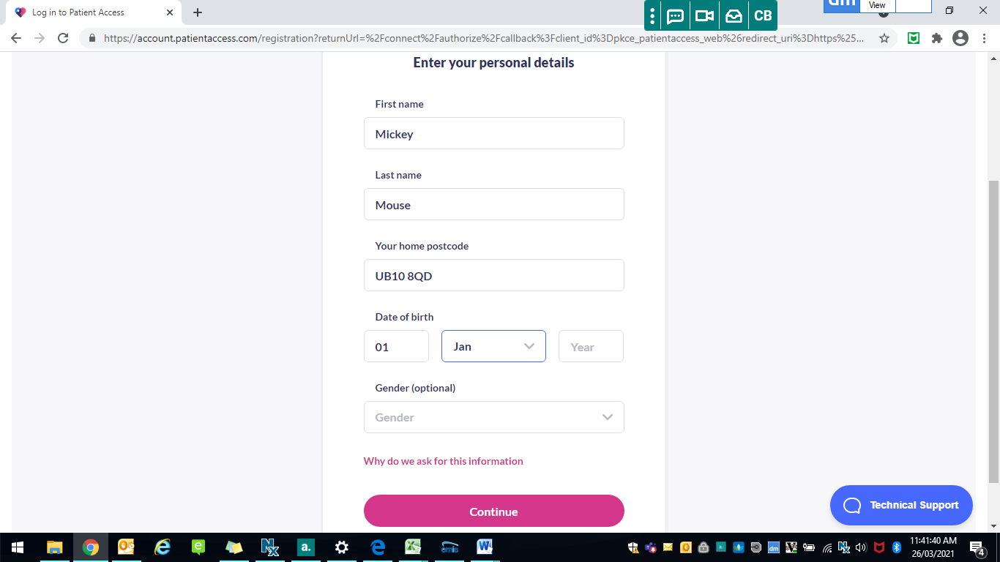 Log in to Patient Access
CB
dm
View
https://account.patientaccess.com/registration?returnUrl=%2Fconnect%2Fauthorize%2Fcallback%3Fclient_id%3Dpkce_patientaccess_web%26redirect_uri%3Dhttps%25...
Enter your personal details
First name
Mickey
Last name
Mouse
Your home postcode
UB10 8QD
Date of birth
01 Jan Year
Gender (optional)
Gender
Why do we ask for this information
Continue
Technical Support
a.
dm
11:41:40 AM
26/03/2021
4